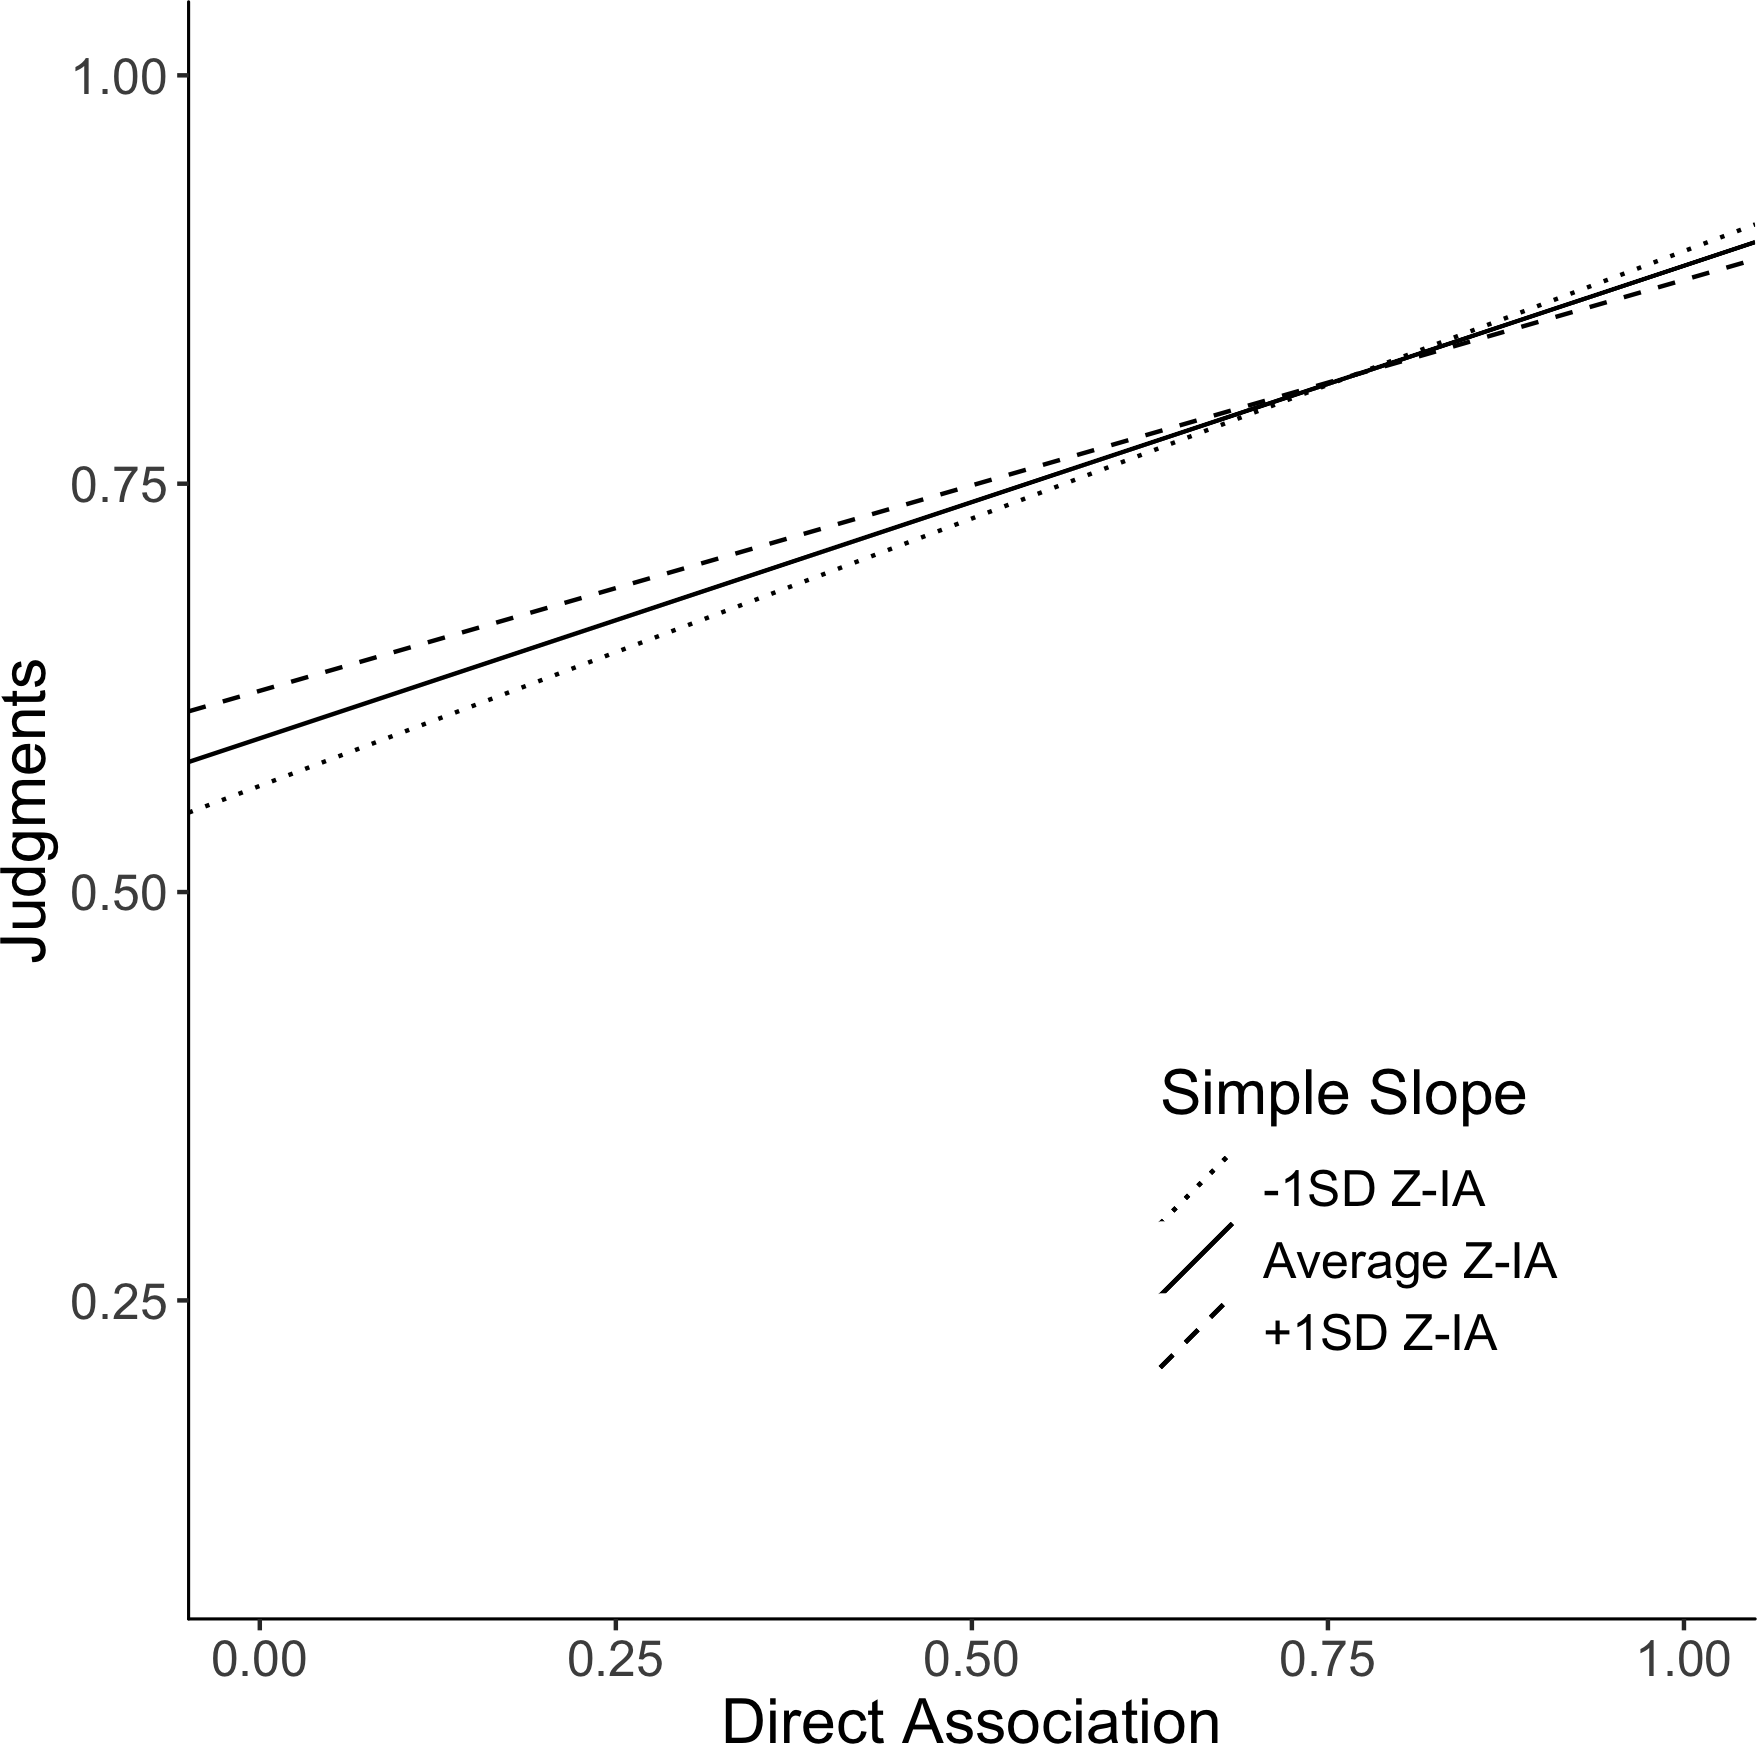 1.00
0.75
0.50
0.25
Judgments
Simple Slope
-1SD Z-IA
Average Z-IA
+1SD Z-IA
0.00 0.25 0.50 0.75 1.00
Direct Association